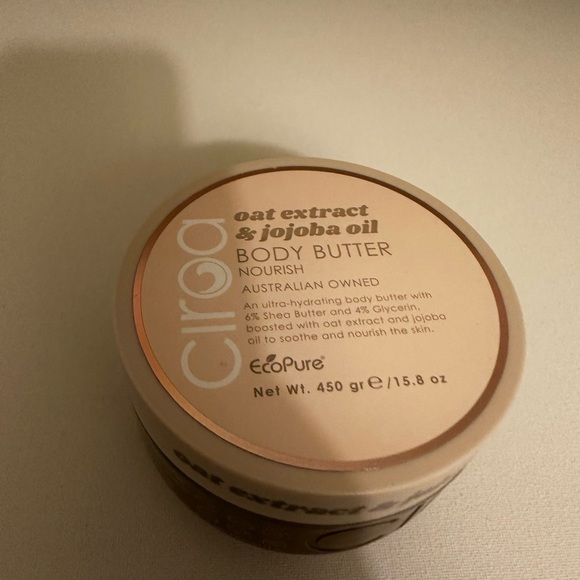 ciroa
oat extract
& jojoba oil
BODY BUTTER
NOURISH
AUSTRALIAN OWNED
An ultra-hydrating body butter with
6% Shea Butter and 4% Glycerin,
boosted with oat extract and jojoba
oil to soothe and nourish the skin.
EcoPure®
Net Wt. 450 gr e/15.8 oz
oat extract &